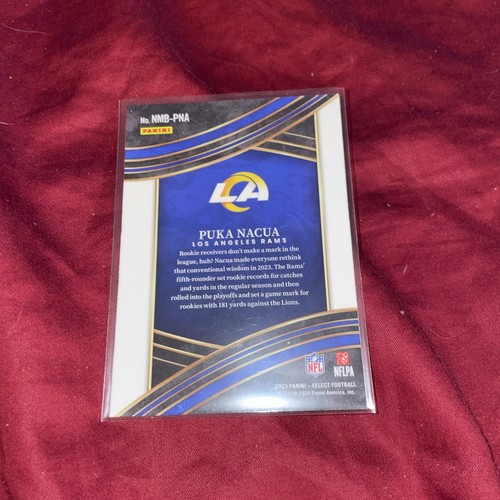 No. NMB-PNA
PANINI
LA
PUKA NACUA
LOS ANGELES RAMS
Rookie receivers don't make a mark in the
league, huh? Nacua made everyone rethink
that conventional wisdom in 2023. The Rams'
fifth-rounder set rookie records for catches
and yards in the regular season and then
rolled into the playoffs and set a game mark for
rookies with 181 yards against the Lions.
NFL
NFLPA
2023 PANINI – SELECT FOOTBALL
© 2024 Panini America, Inc.